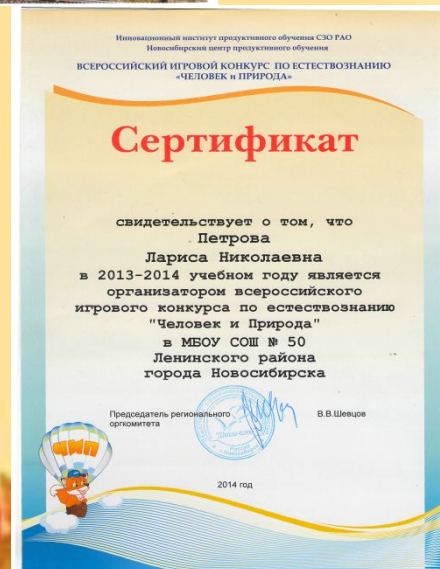 Инновационный институт продуктивного обучения СЗО РАО
Новосибирский центр продуктивного обучения
ВСЕРОССИЙСКИЙ ИГРОВОЙ КОНКУРС ПО ЕСТЕСТВОЗНАНИЮ
«ЧЕЛОВЕК и ПРИРОДА»
Сертификат
свидетельствует о том, что
Петрова
Лариса Николаевна
в 2013-2014 учебном году является
организатором всероссийского
игрового конкурса по естествознанию
"Человек и Природа"
в МБОУ СОШ № 50
Ленинского района
города Новосибирска
Председатель регионального
оргкомитета
В.В.Шевцов
ЧИП
2014 год